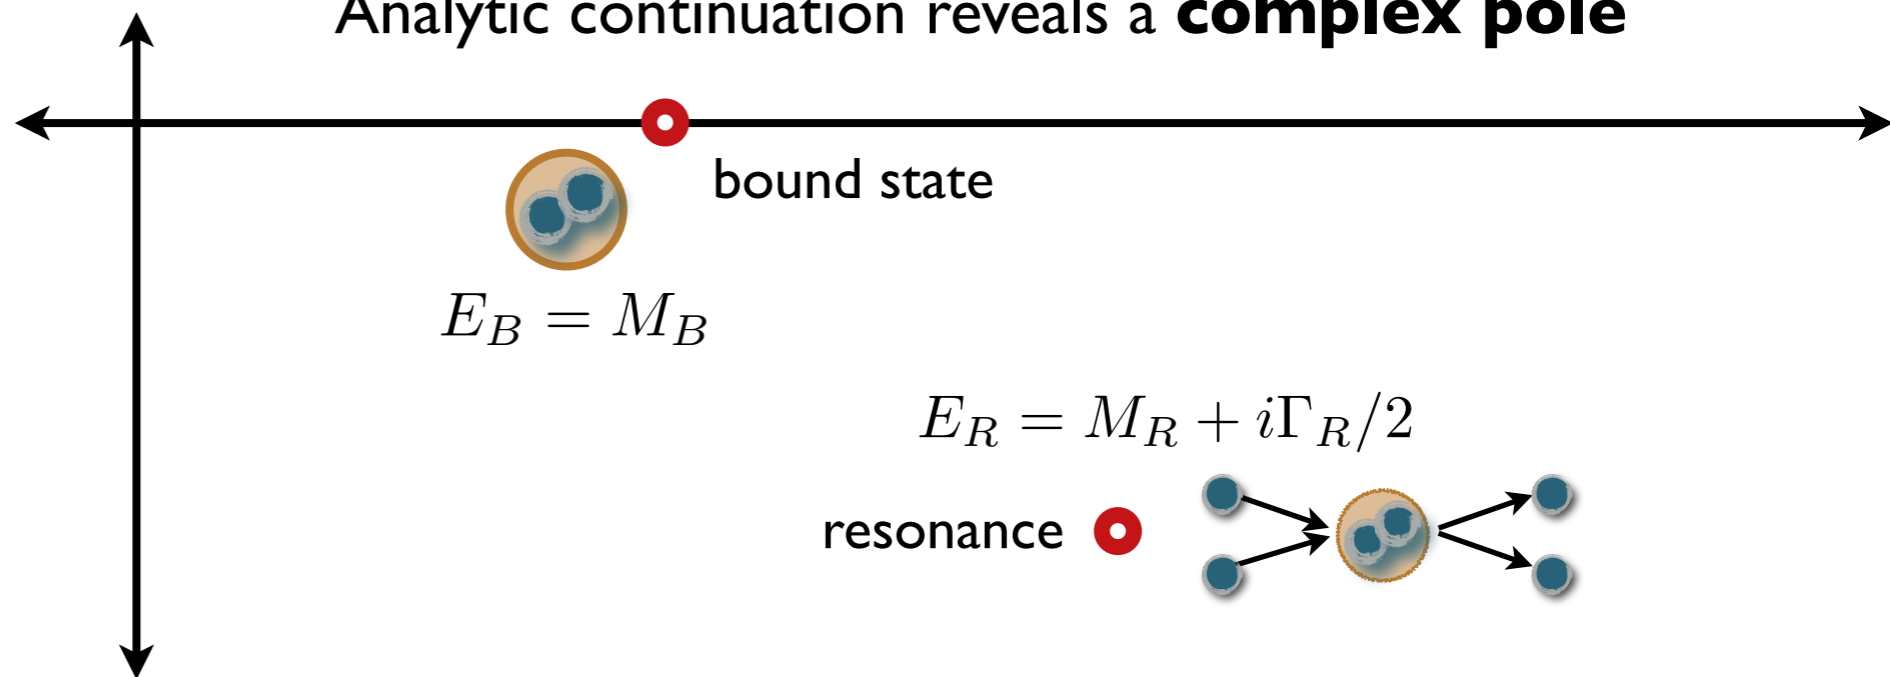 Analytic continuation reveals a complex pole
bound state
E_B = M_B
E_R = M_R + iΓ_R/2
resonance